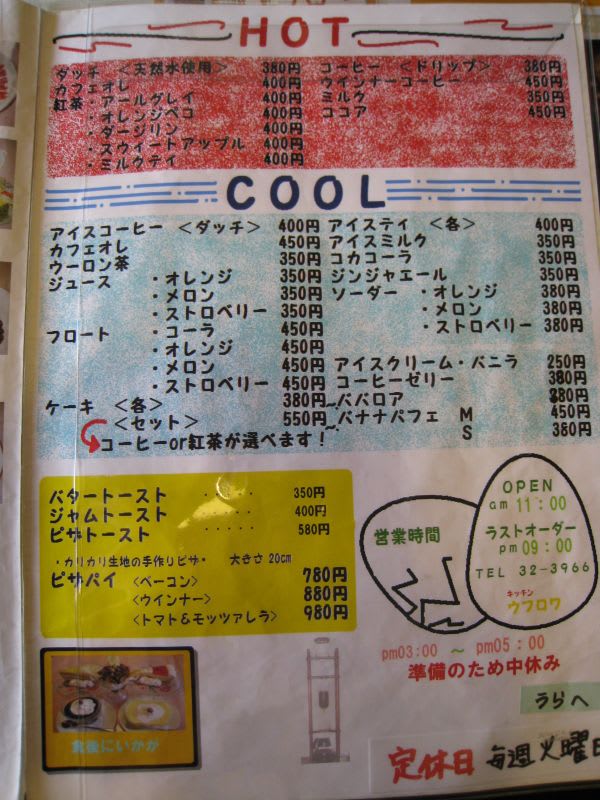 HOT
ダッチ <天然水使用> 380円
カフェオレ 400円
紅茶・アールグレイ 400円
・オレンジペコ 400円
・ダージリン 400円
・スウィートアップル 400円
・ミルクティ 400円
コーヒー <ドリップ> 380円
ウインナーコーヒー 450円
ミルク 350円
ココア 450円
COOL
アイスコーヒー <ダッチ> 400円
カフェオレ 450円
ウーロン茶 350円
ジュース ・オレンジ 350円
・メロン 350円
・ストロベリー 350円
フロート ・コーラ 450円
・オレンジ 450円
・メロン 450円
・ストロベリー 450円
ケーキ <各> 380円
<セット> 550円~
コーヒーor紅茶が選べます!
アイステイ <各> 400円
アイスミルク 350円
コカコーラ 350円
ジンジャエール 350円
ソーダー ・オレンジ 380円
・メロン 380円
・ストロベリー 380円
アイスクリーム・バニラ 250円
コーヒーゼリー 380円
ババロア 380円
バナナパフェ M 450円
S 380円
バタートースト ‥‥‥ 350円
ジャムトースト ‥‥‥ 400円
ピザトースト ‥‥‥ 580円
・カリカリ生地の手作りピザ・ 大きさ20cm
ピザパイ <ベーコン> 780円
<ウインナー> 880円
<トマト&モッツァレラ> 980円
営業時間
OPEN
am 11:00
ラストオーダー
pm 09:00
TEL 32-3966
キッチン
ウフロワ
pm03:00 ~ pm05:00
準備のため中休み
うらへ
食後にいかが
定休日 毎週火曜日